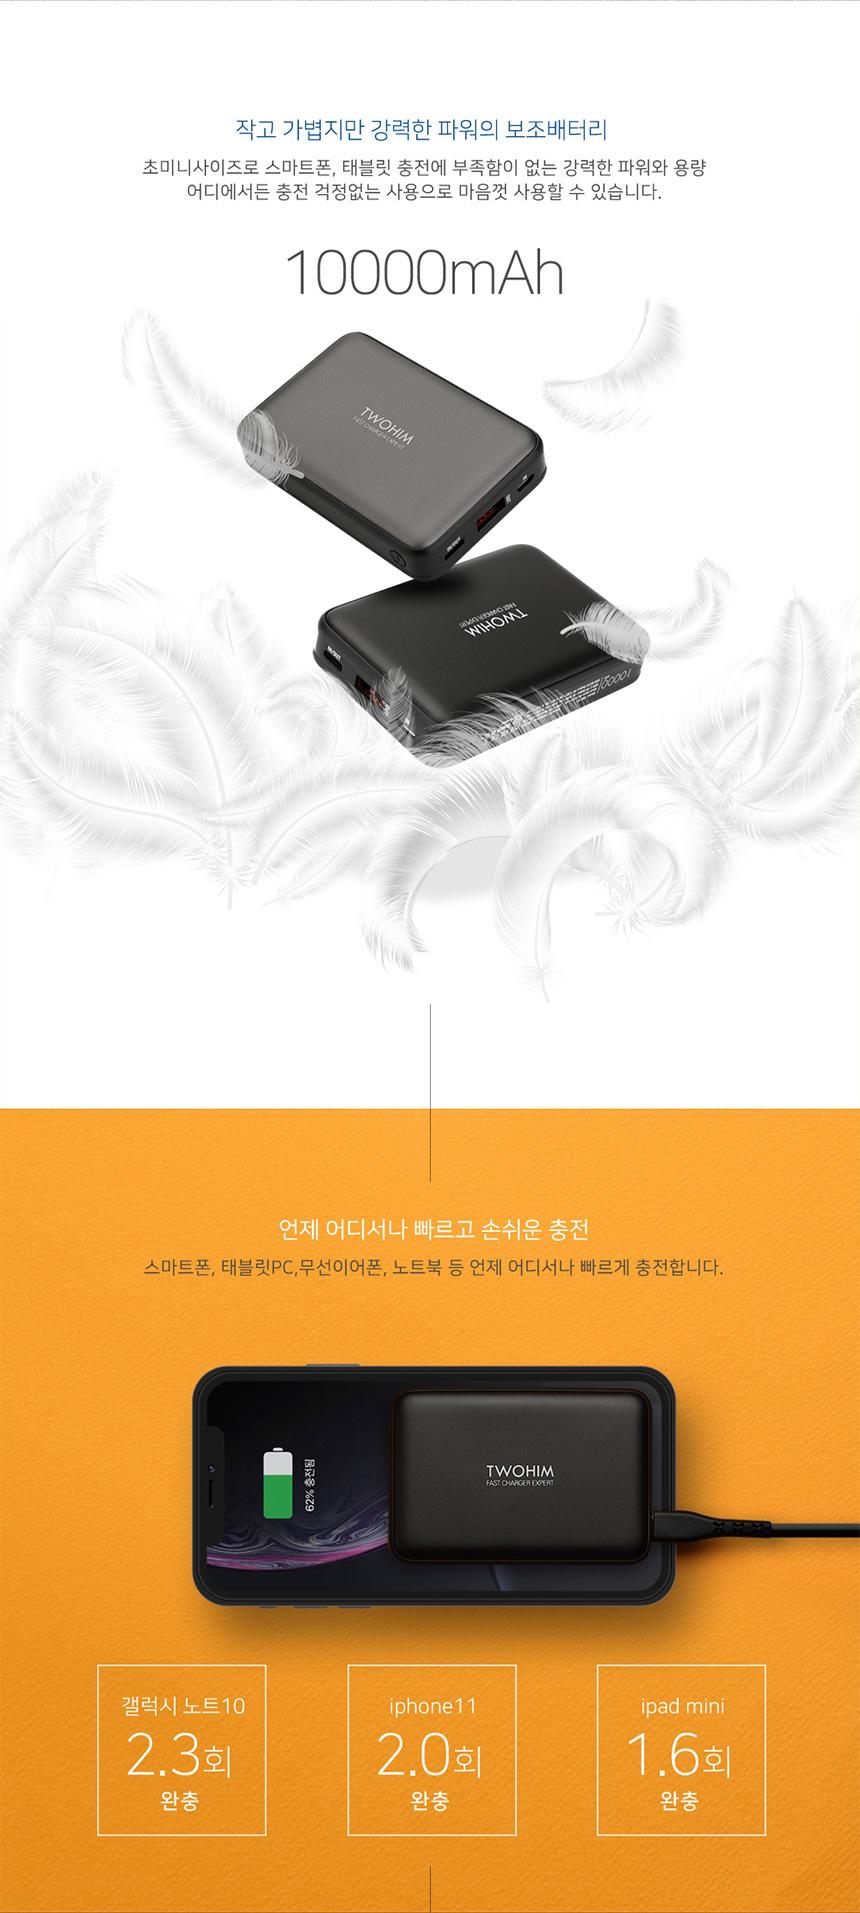 작고 가볍지만 강력한 파워의 보조배터리
초미니사이즈로 스마트폰, 태블릿 충전에 부족함이 없는 강력한 파워와 용량
어디에서든 충전 걱정없는 사용으로 마음껏 사용할 수 있습니다.
10000mAh
TWOHIM
FAST CHARGER EXPERT
IN/OUT
IN
TWOHIM
FAST CHARGER EXPERT
IN/OUT
10000
언제 어디서나 빠르고 손쉬운 충전
스마트폰, 태블릿PC,무선이어폰, 노트북 등 언제 어디서나 빠르게 충전합니다.
62% 충전됨
TWOHIM
FAST CHARGER EXPERT
갤럭시 노트10
2.3회
완충
iphone11
2.0회
완충
ipad mini
1.6회
완충